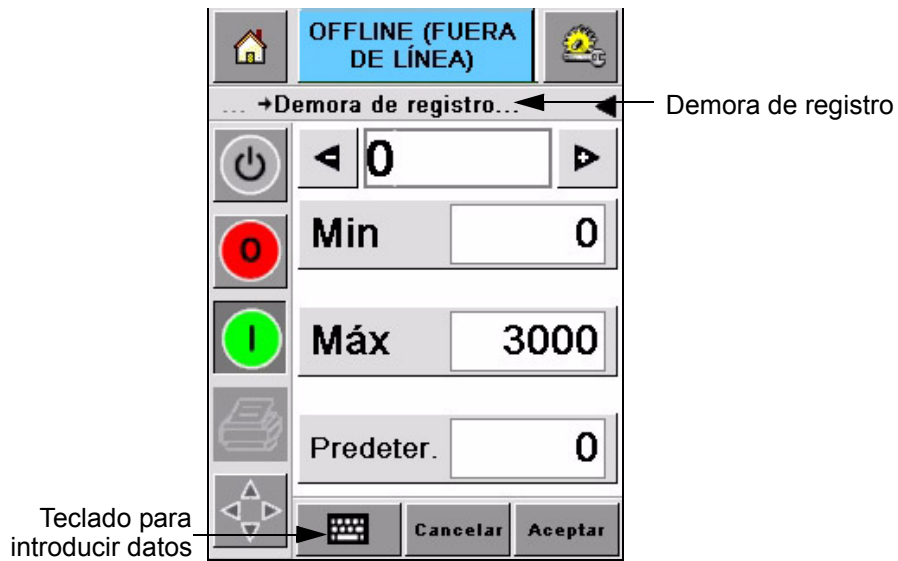 OFFLINE (FUERA
DE LÍNEA)
... →Demora de registro...
Demora de registro
0
Min 0
0
Máx 3000
I
Predeter. 0
Teclado para
introducir datos
Cancelar Aceptar